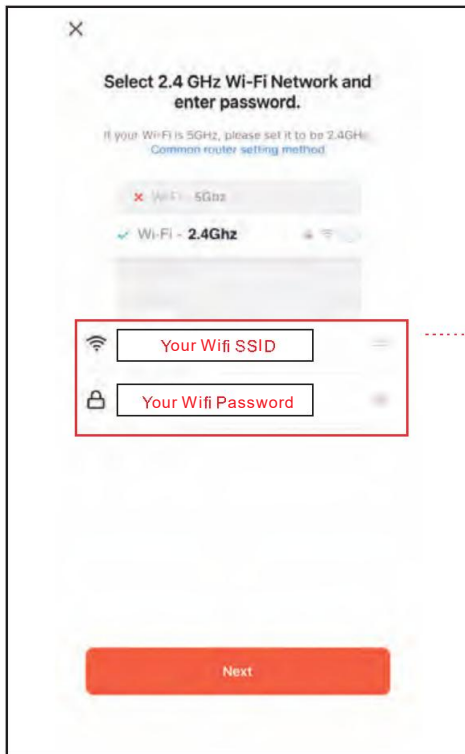 Select 2.4 GHz Wi-Fi Network and
enter password.
If your Wi-Fi is 5GHz, please set it to be 2.4GHz.
Common router setting method
Wi-Fi - 5Ghz
Wi-Fi - 2.4Ghz
Your Wifi SSID
Your Wifi Password
Next